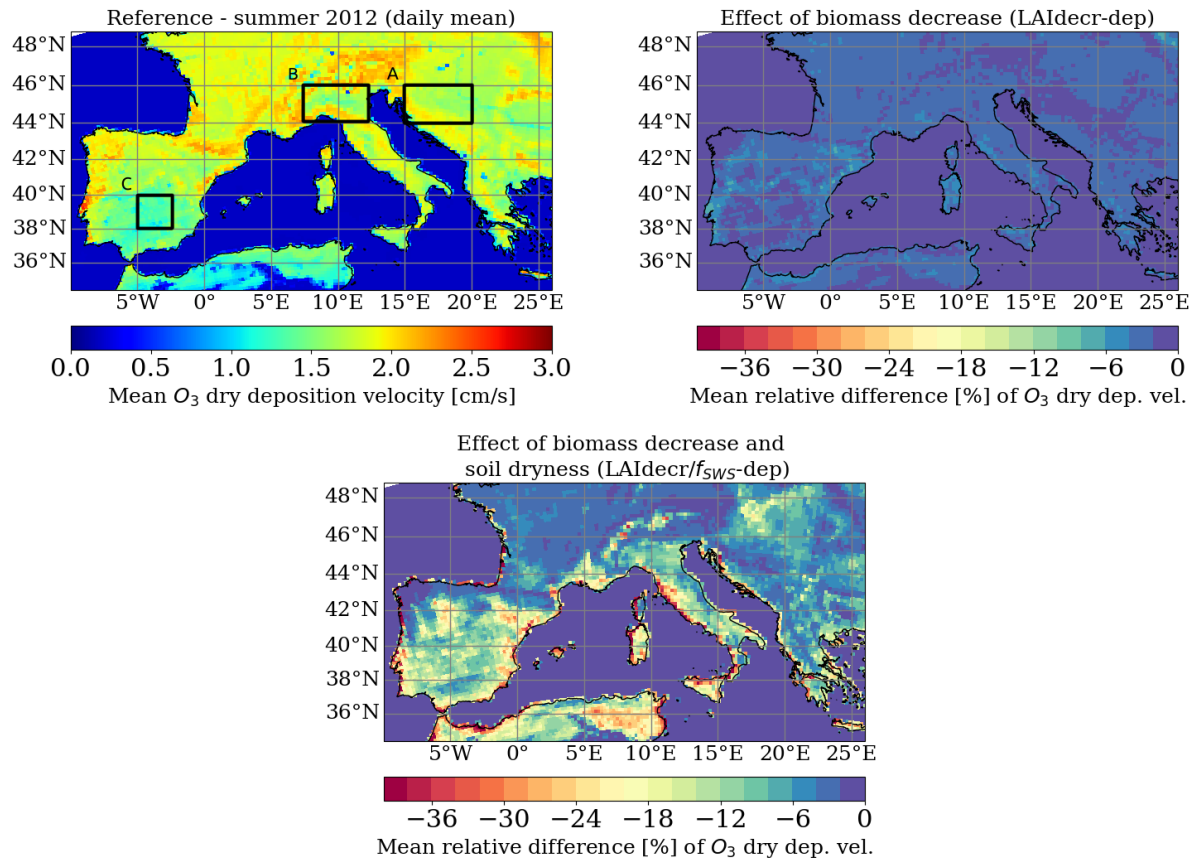 Reference - summer 2012 (daily mean)
48°N
46°N
44°N
42°N
40°N
38°N
36°N
B
A
C
5°W 0° 5°E 10°E 15°E 20°E 25°E
0.0 0.5 1.0 1.5 2.0 2.5 3.0
Mean O₃ dry deposition velocity [cm/s]
Effect of biomass decrease (LAIdecr-dep)
48°N
46°N
44°N
42°N
40°N
38°N
36°N
5°W 0° 5°E 10°E 15°E 20°E 25°E
−36 −30 −24 −18 −12 −6 0
Mean relative difference [%] of O₃ dry dep. vel.
Effect of biomass decrease and
soil dryness (LAIdecr/f_SWS-dep)
48°N
46°N
44°N
42°N
40°N
38°N
36°N
5°W 0° 5°E 10°E 15°E 20°E 25°E
−36 −30 −24 −18 −12 −6 0
Mean relative difference [%] of O₃ dry dep. vel.